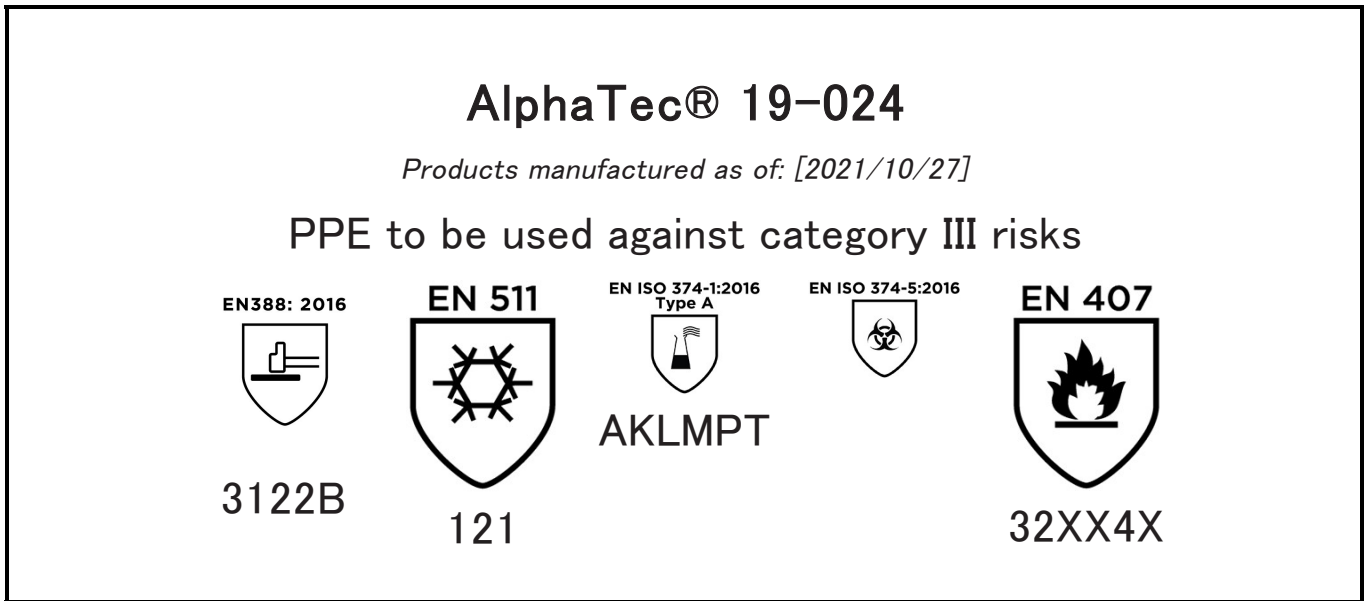 AlphaTec® 19-024
Products manufactured as of: [2021/10/27]
PPE to be used against category III risks
EN388: 2016
3122B
EN 511
121
EN ISO 374-1:2016
Type A
AKLMPT
EN ISO 374-5:2016
EN 407
32XX4X